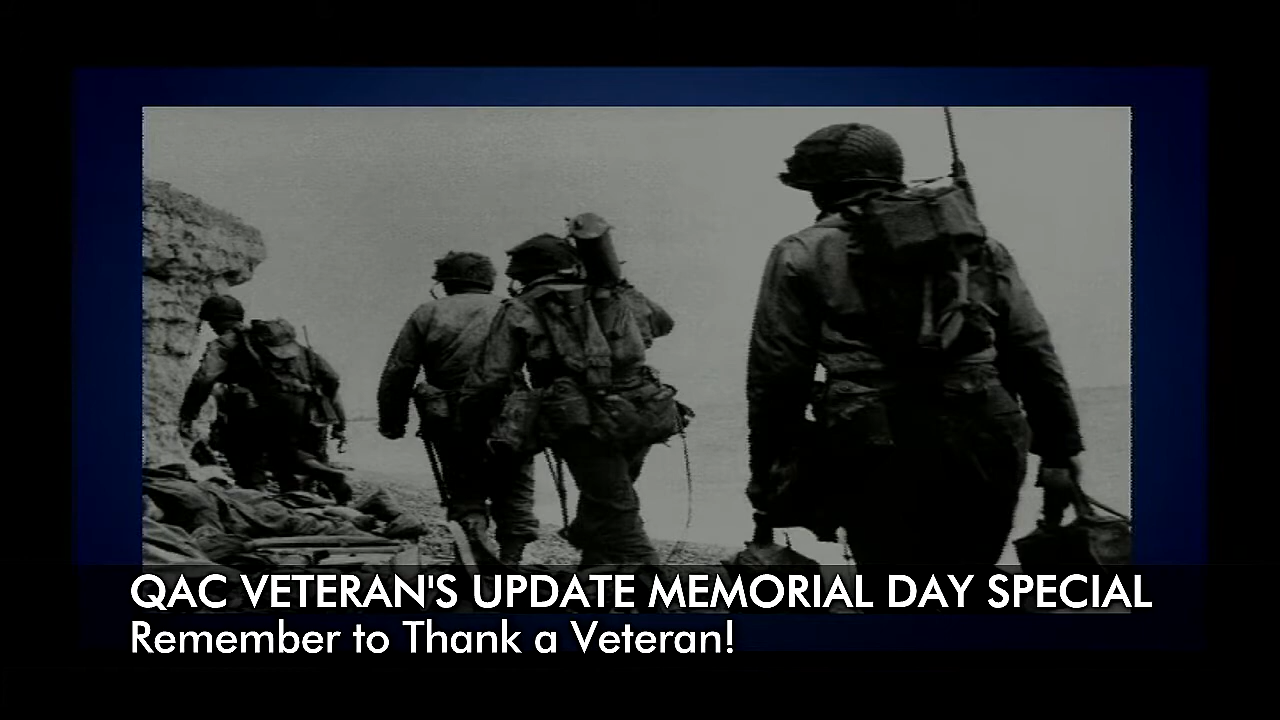 QAC VETERAN'S UPDATE MEMORIAL DAY SPECIAL
Remember to Thank a Veteran!